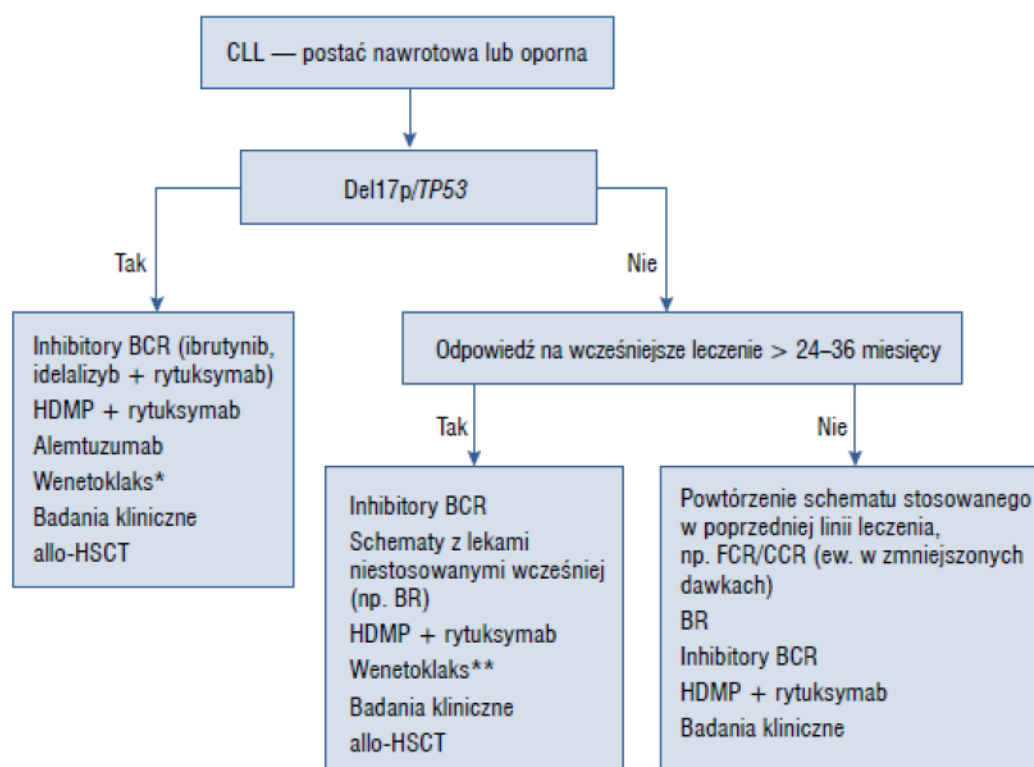 CLL — postać nawrotowa lub oporna
Del17p/TP53
Tak
Nie
Inhibitory BCR (ibrutynib,
idelalizyb + rytuksymab)
HDMP + rytuksymab
Alemtuzumab
Wenetoklaks*
Badania kliniczne
allo-HSCT
Odpowiedź na wcześniejsze leczenie > 24–36 miesięcy
Tak
Nie
Inhibitory BCR
Schematy z lekami
niestosowanymi wcześniej
(np. BR)
HDMP + rytuksymab
Wenetoklaks**
Badania kliniczne
allo-HSCT
Powtórzenie schematu stosowanego
w poprzedniej linii leczenia,
np. FCR/CCR (ew. w zmniejszonych
dawkach)
BR
Inhibitory BCR
HDMP + rytuksymab
Badania kliniczne